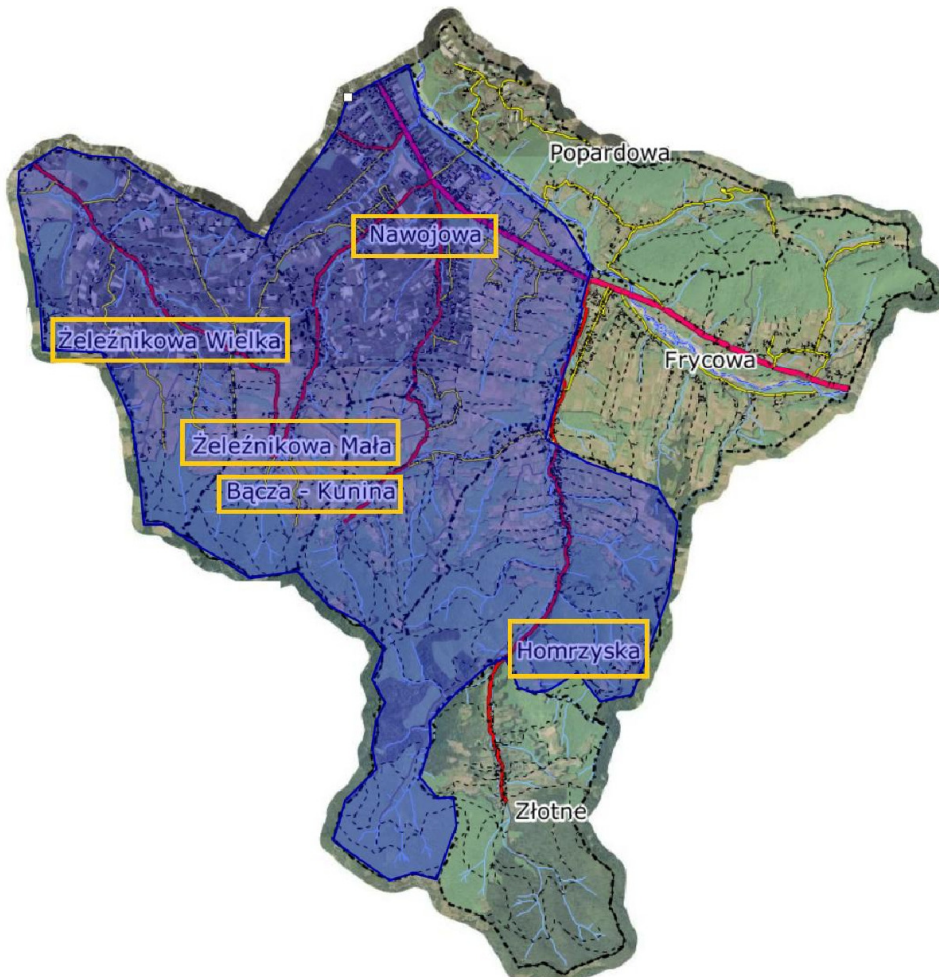 Popardowa
Nawojowa
Żeleźnikowa Wielka
Frycowa
Żeleźnikowa Mała
Bącza - Kunina
Homrzyska
Złotne